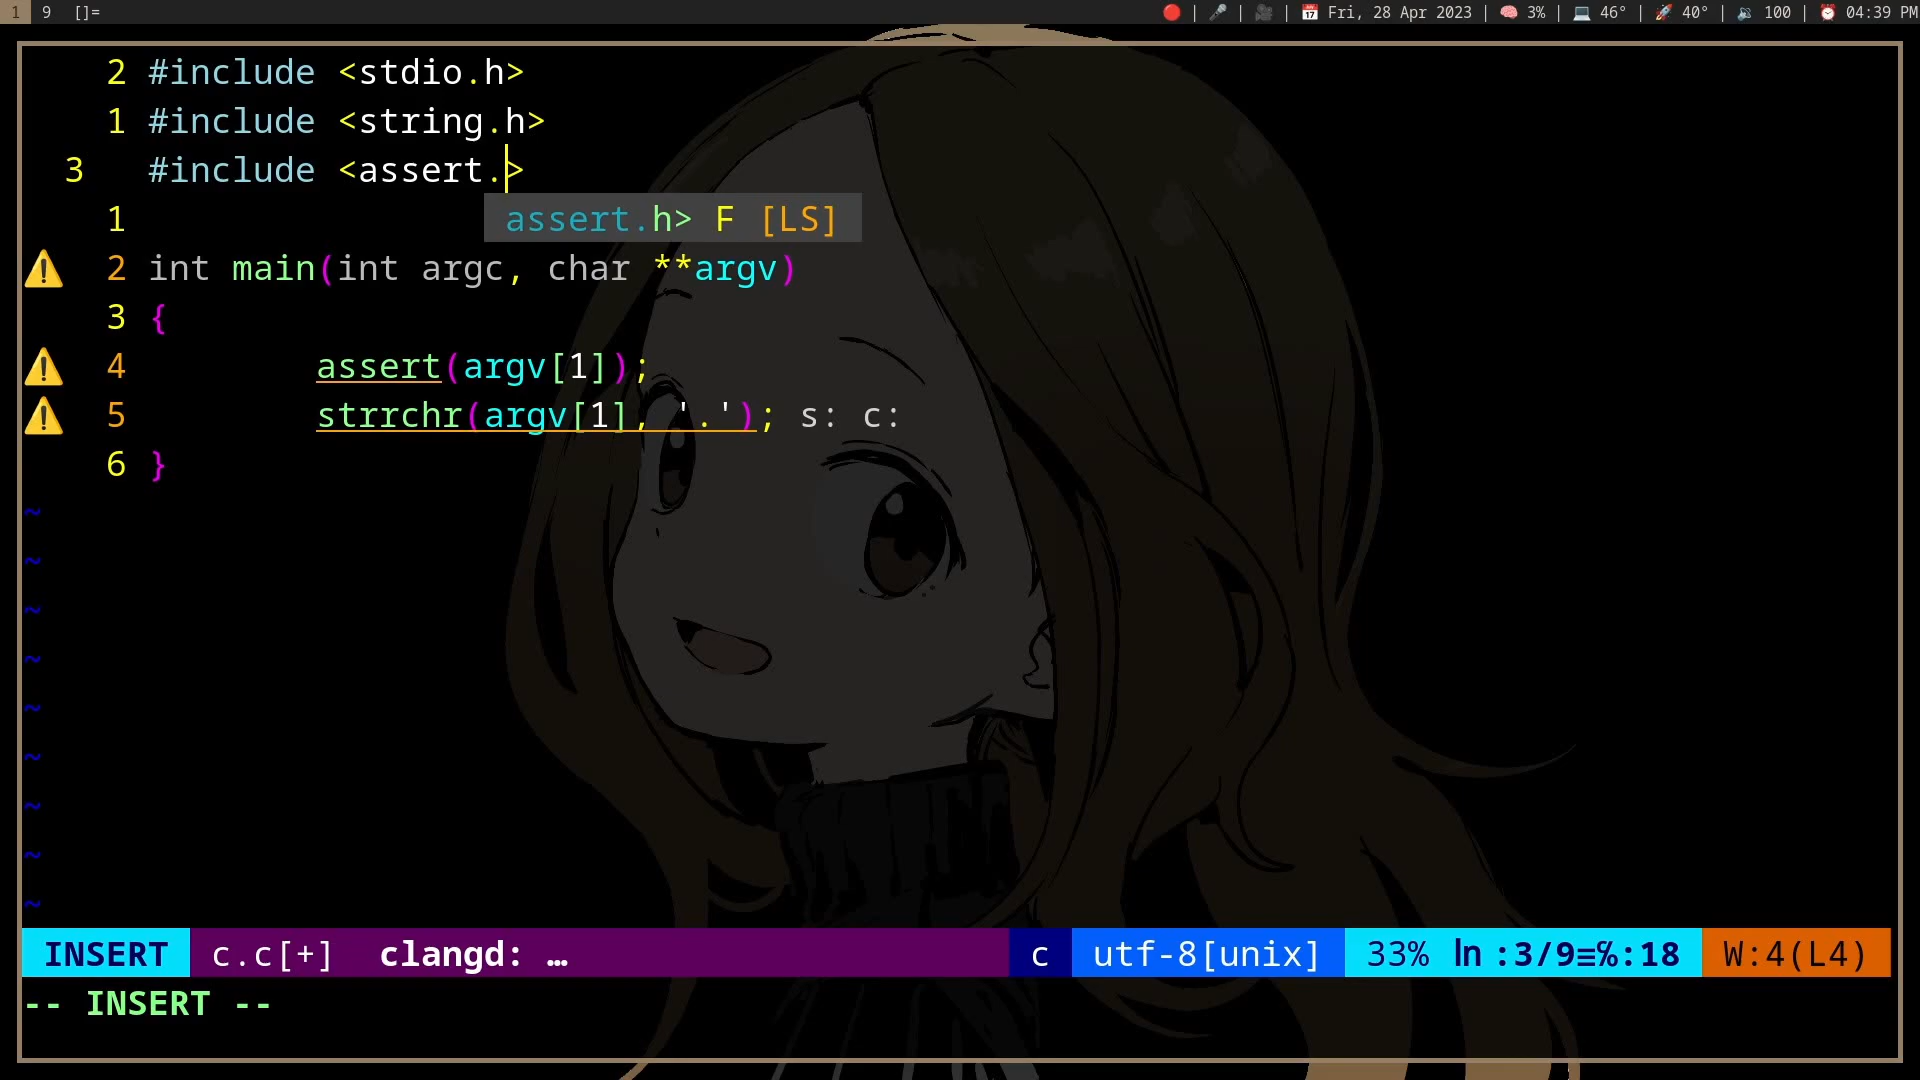 1 9 []= 🔴 | 🎤 | 🎥 | 📅 Fri, 28 Apr 2023 | 🧠 3% | 💻 46° | 🚀 40° | 🔉 100 | ⏰ 04:39 PM
2 #include <stdio.h>
1 #include <string.h>
3 #include <assert.>
1 assert.h> F [LS]
⚠️ 2 int main(int argc, char **argv)
3 {
⚠️ 4 assert(argv[1]);
⚠️ 5 strrchr(argv[1], '.'); s: c:
6 }
~
~
~
~
~
~
~
~
~
INSERT c.c[+] clangd: … c utf-8[unix] 33% ㏑:3/9≡℅:18 W:4(L4)
-- INSERT --